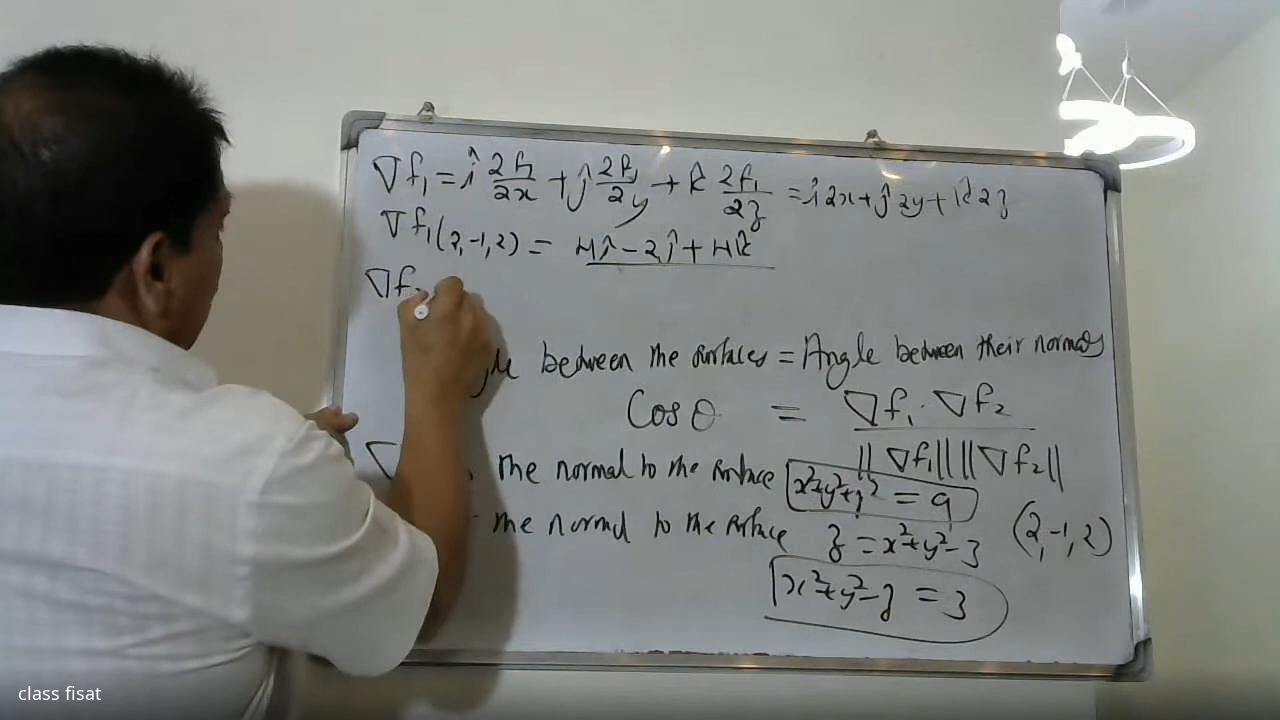 ∇f₁ = î ∂f₁/∂x + ĵ ∂f₁/∂y + k̂ ∂f₁/∂z = î 2x + ĵ 2y + k̂ 2z
∇f₁(2,-1,2) = 4î - 2ĵ + 4k̂
∇f
between the surfaces = Angle between their normals
Cos θ = ∇f₁ . ∇f₂ / ||∇f₁|| ||∇f₂||
the normal to the surface x²+y²+z² = 9
the normal to the surface z = x²+y²-3 (2,-1,2)
x²+y²-z = 3
class fisat